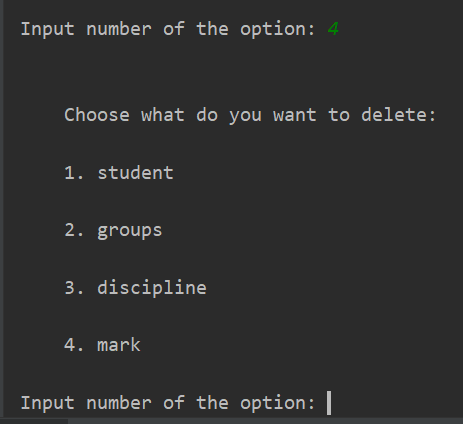 Input number of the option: 4
Choose what do you want to delete:
1. student
2. groups
3. discipline
4. mark
Input number of the option: